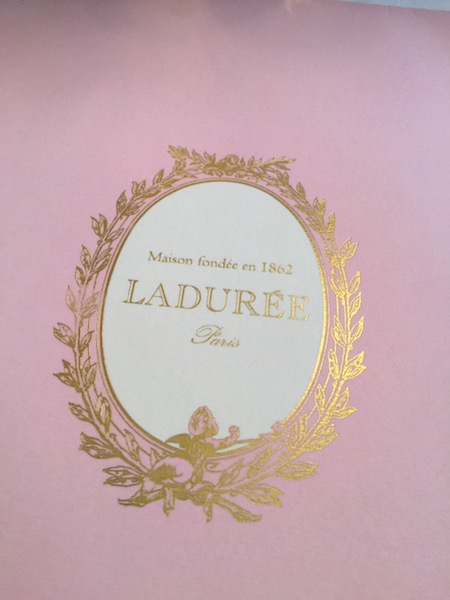 Maison fondée en 1862
LADURÉE
Paris